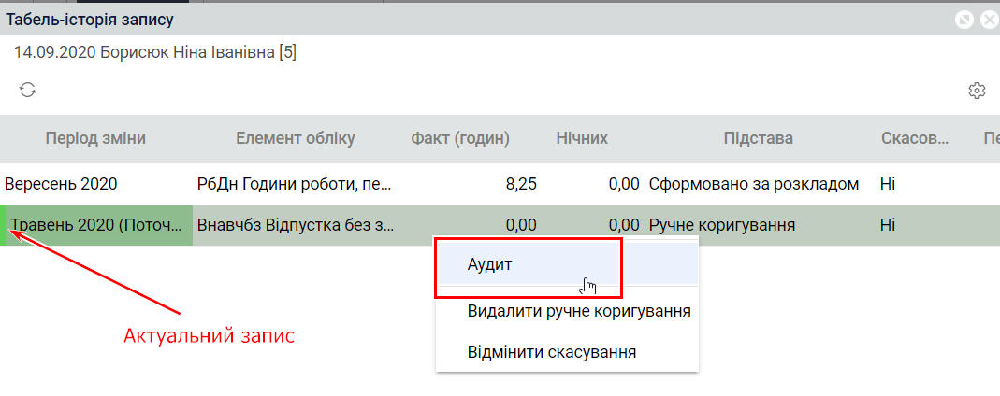 Табель-історія запису
14.09.2020 Борисюк Ніна Іванівна [5]
Період зміни Елемент обліку Факт (годин) Нічних Підстава Скасов... Пе
Вересень 2020 РбДн Години роботи, пе... 8,25 0,00 Сформовано за розкладом Ні
Травень 2020 (Поточ... Внавчбз Відпустка без з... 0,00 0,00 Ручне коригування Ні
Аудит
Видалити ручне коригування
Відмінити скасування
Актуальний запис